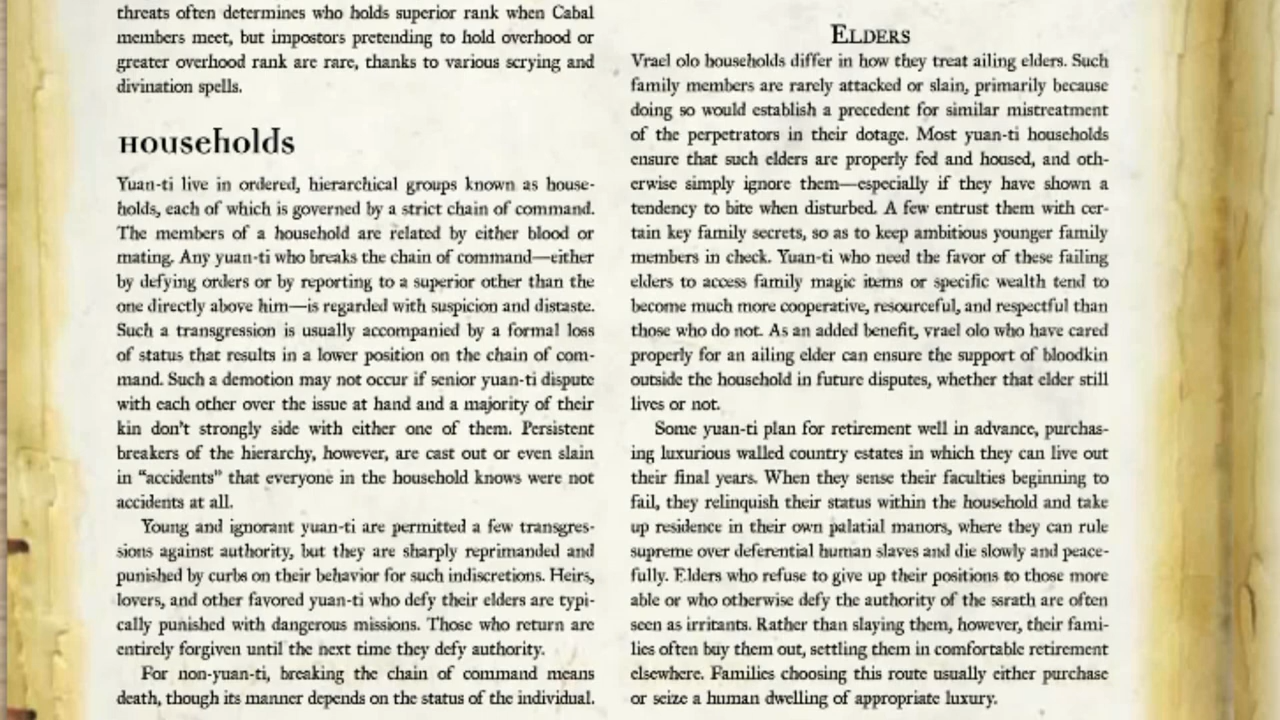 threats often determines who holds superior rank when Cabal
members meet, but impostors pretending to hold overhood or
greater overhood rank are rare, thanks to various scrying and
divination spells.
Households
Yuan-ti live in ordered, hierarchical groups known as house-
holds, each of which is governed by a strict chain of command.
The members of a household are related by either blood or
mating. Any yuan-ti who breaks the chain of command—either
by defying orders or by reporting to a superior other than the
one directly above him—is regarded with suspicion and distaste.
Such a transgression is usually accompanied by a formal loss
of status that results in a lower position on the chain of com-
mand. Such a demotion may not occur if senior yuan-ti dispute
with each other over the issue at hand and a majority of their
kin don't strongly side with either one of them. Persistent
breakers of the hierarchy, however, are cast out or even slain
in “accidents” that everyone in the household knows were not
accidents at all.
Young and ignorant yuan-ti are permitted a few transgres-
sions against authority, but they are sharply reprimanded and
punished by curbs on their behavior for such indiscretions. Heirs,
lovers, and other favored yuan-ti who defy their elders are typi-
cally punished with dangerous missions. Those who return are
entirely forgiven until the next time they defy authority.
For non-yuan-ti, breaking the chain of command means
death, though its manner depends on the status of the individual.
Elders
Vrael olo households differ in how they treat ailing elders. Such
family members are rarely attacked or slain, primarily because
doing so would establish a precedent for similar mistreatment
of the perpetrators in their dotage. Most yuan-ti households
ensure that such elders are properly fed and housed, and oth-
erwise simply ignore them—especially if they have shown a
tendency to bite when disturbed. A few entrust them with cer-
tain key family secrets, so as to keep ambitious younger family
members in check. Yuan-ti who need the favor of these failing
elders to access family magic items or specific wealth tend to
become much more cooperative, resourceful, and respectful than
those who do not. As an added benefit, vrael olo who have cared
properly for an ailing elder can ensure the support of bloodkin
outside the household in future disputes, whether that elder still
lives or not.
Some yuan-ti plan for retirement well in advance, purchas-
ing luxurious walled country estates in which they can live out
their final years. When they sense their faculties beginning to
fail, they relinquish their status within the household and take
up residence in their own palatial manors, where they can rule
supreme over deferential human slaves and die slowly and peace-
fully. Elders who refuse to give up their positions to those more
able or who otherwise defy the authority of the ssrath are often
seen as irritants. Rather than slaying them, however, their fami-
lies often buy them out, settling them in comfortable retirement
elsewhere. Families choosing this route usually either purchase
or seize a human dwelling of appropriate luxury.